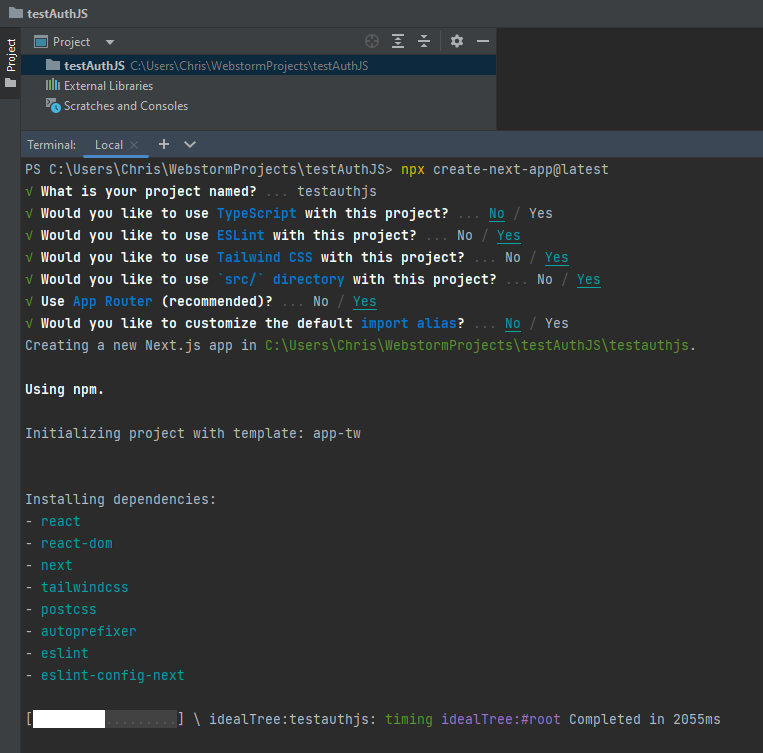 testAuthJS
Project
Project
testAuthJS C:\Users\Chris\WebstormProjects\testAuthJS
External Libraries
Scratches and Consoles
Terminal: Local
PS C:\Users\Chris\WebstormProjects\testAuthJS> npx create-next-app@latest
√ What is your project named? ... testauthjs
√ Would you like to use TypeScript with this project? ... No / Yes
√ Would you like to use ESLint with this project? ... No / Yes
√ Would you like to use Tailwind CSS with this project? ... No / Yes
√ Would you like to use `src/` directory with this project? ... No / Yes
√ Use App Router (recommended)? ... No / Yes
√ Would you like to customize the default import alias? ... No / Yes
Creating a new Next.js app in C:\Users\Chris\WebstormProjects\testAuthJS\testauthjs.
Using npm.
Initializing project with template: app-tw
Installing dependencies:
- react
- react-dom
- next
- tailwindcss
- postcss
- autoprefixer
- eslint
- eslint-config-next
[.........] \ idealTree:testauthjs: timing idealTree:#root Completed in 2055ms